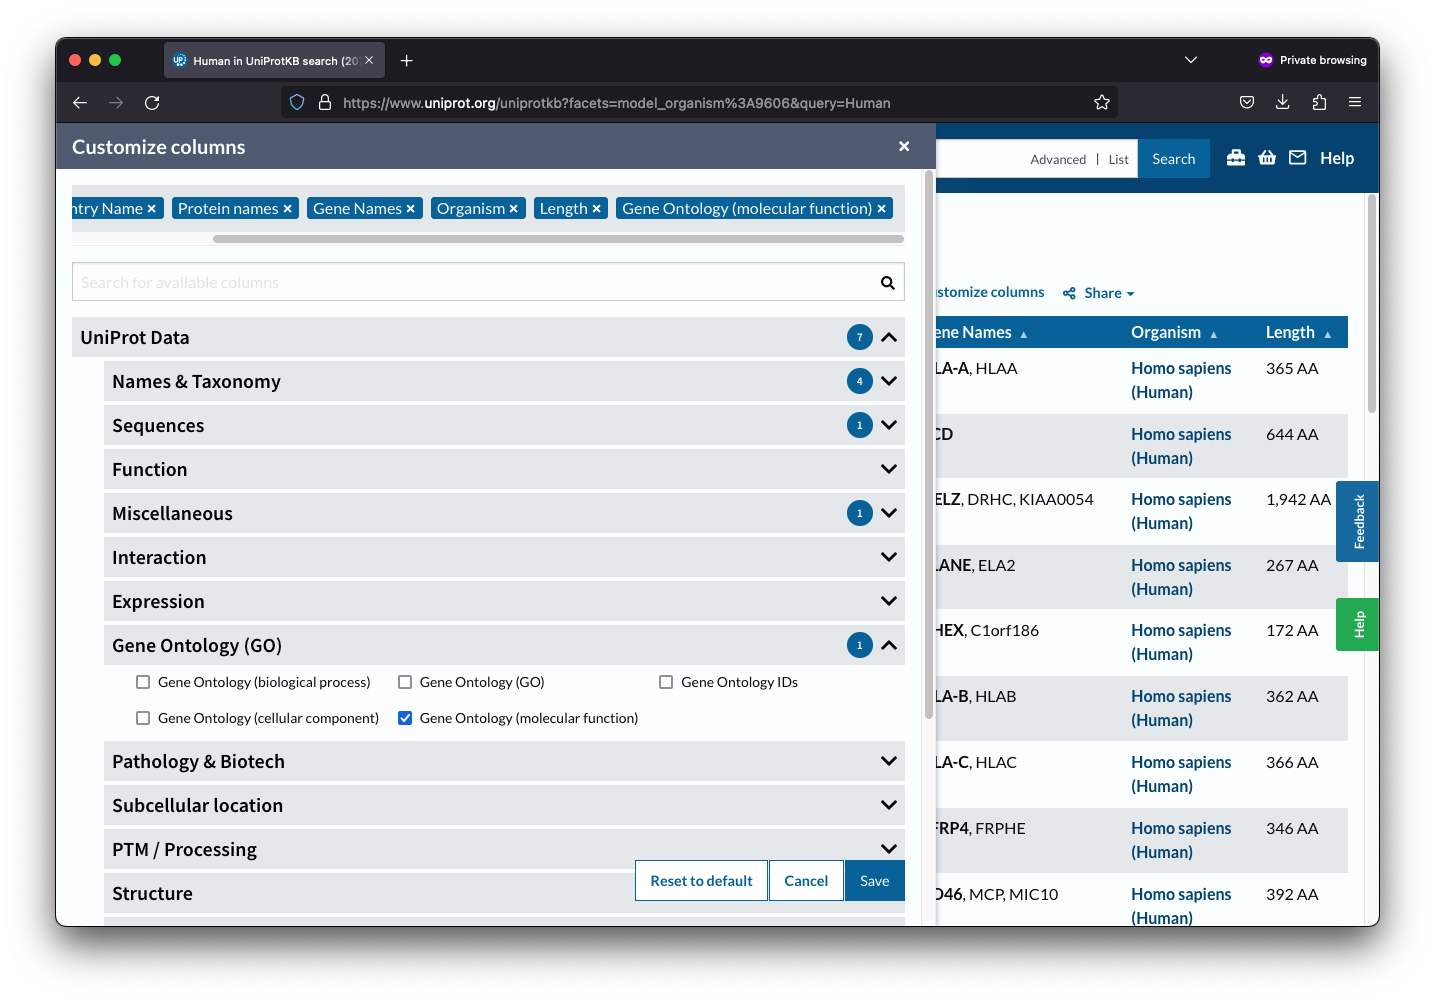 Human in UniProtKB search (20
Private browsing
https://www.uniprot.org/uniprotkb?facets=model_organism%3A9606&query=Human
Customize columns
Advanced | List
Search
Help
ntry Name
Protein names
Gene Names
Organism
Length
Gene Ontology (molecular function)
Search for available columns
UniProt Data 7
Names & Taxonomy 4
Sequences 1
Function
Miscellaneous 1
Interaction
Expression
Gene Ontology (GO) 1
Gene Ontology (biological process)
Gene Ontology (GO)
Gene Ontology IDs
Gene Ontology (cellular component)
Gene Ontology (molecular function)
Pathology & Biotech
Subcellular location
PTM / Processing
Structure
Reset to default
Cancel
Save
stomize columns
Share
ene Names Organism Length
LA-A, HLAA Homo sapiens 365 AA
(Human)
CD Homo sapiens 644 AA
(Human)
ELZ, DRHC, KIAA0054 Homo sapiens 1,942 AA
(Human)
LANE, ELA2 Homo sapiens 267 AA
(Human)
HEX, C1orf186 Homo sapiens 172 AA
(Human)
LA-B, HLAB Homo sapiens 362 AA
(Human)
LA-C, HLAC Homo sapiens 366 AA
(Human)
FRP4, FRPHE Homo sapiens 346 AA
(Human)
D46, MCP, MIC10 Homo sapiens 392 AA
(Human)
Feedback
Help